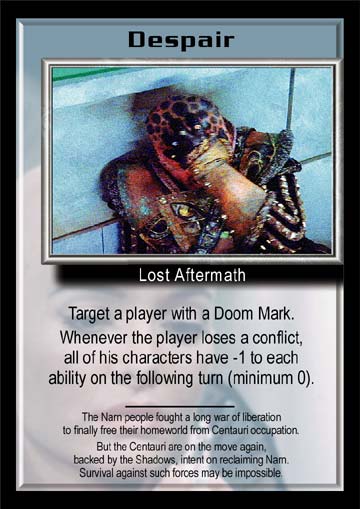 Despair
Lost Aftermath
Target a player with a Doom Mark.
Whenever the player loses a conflict,
all of his characters have -1 to each
ability on the following turn (minimum 0).
The Narn people fought a long war of liberation
to finally free their homeworld from Centauri occupation.
But the Centauri are on the move again,
backed by the Shadows, intent on reclaiming Narn.
Survival against such forces may be impossible.